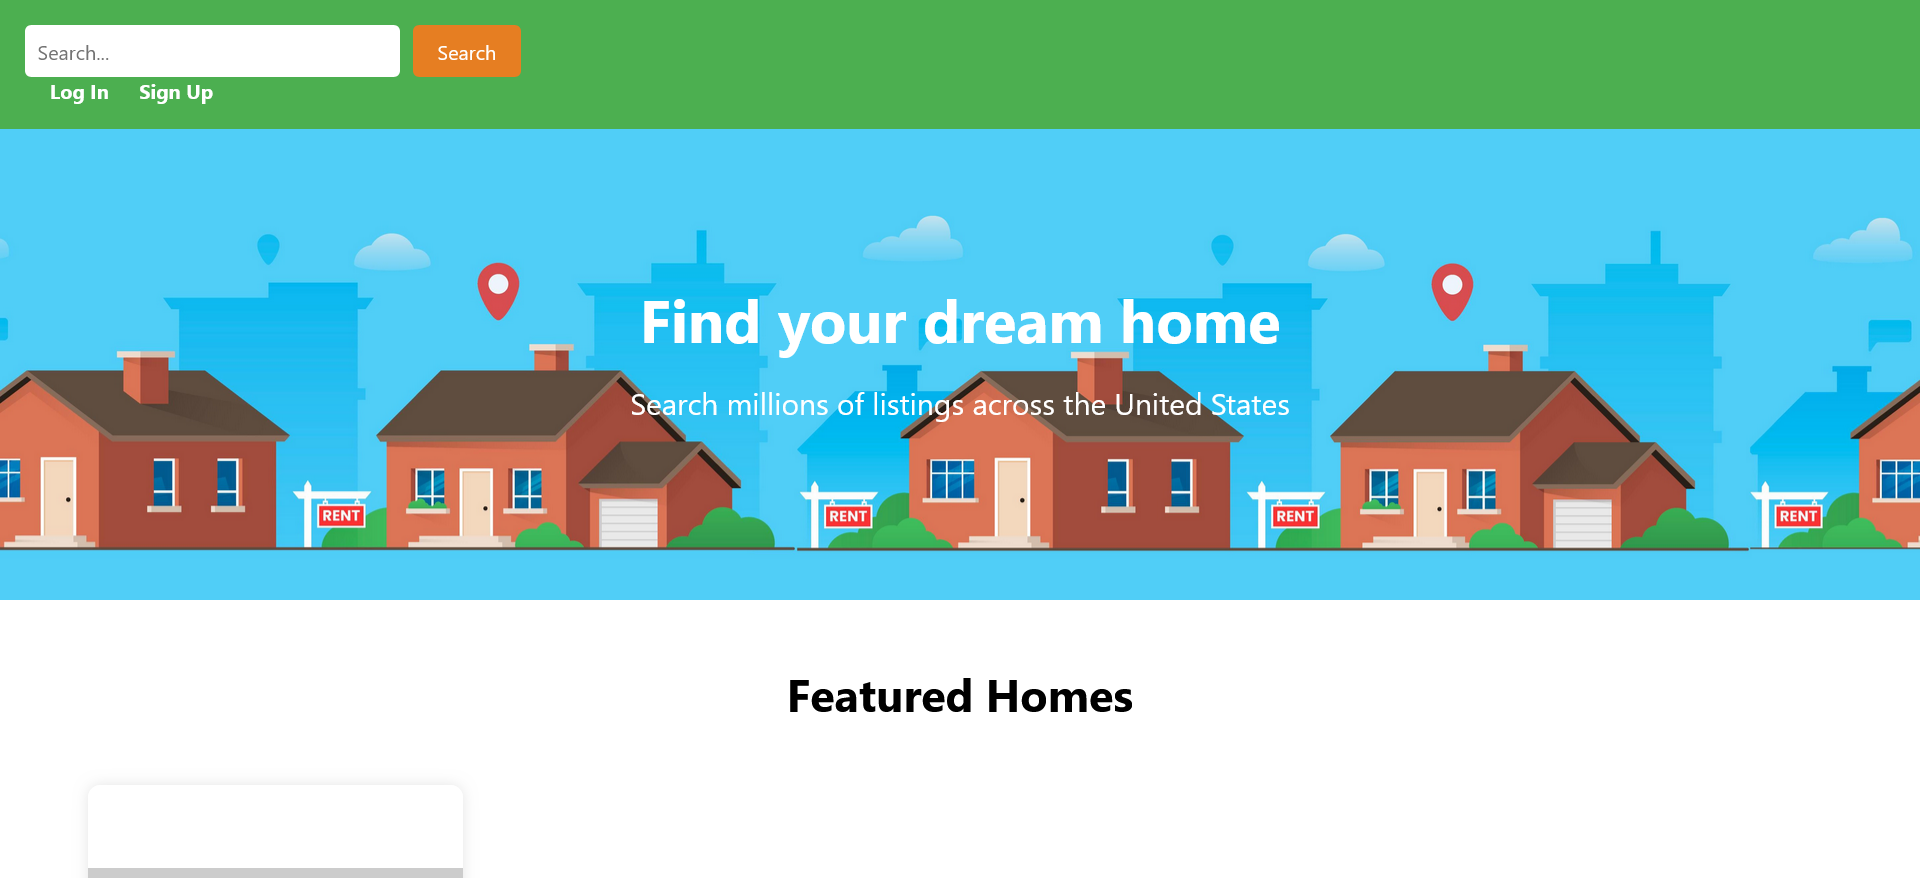 Search...
Search
Log In
Sign Up
Find your dream home
Search millions of listings across the United States
RENT
RENT
RENT
RENT
Featured Homes